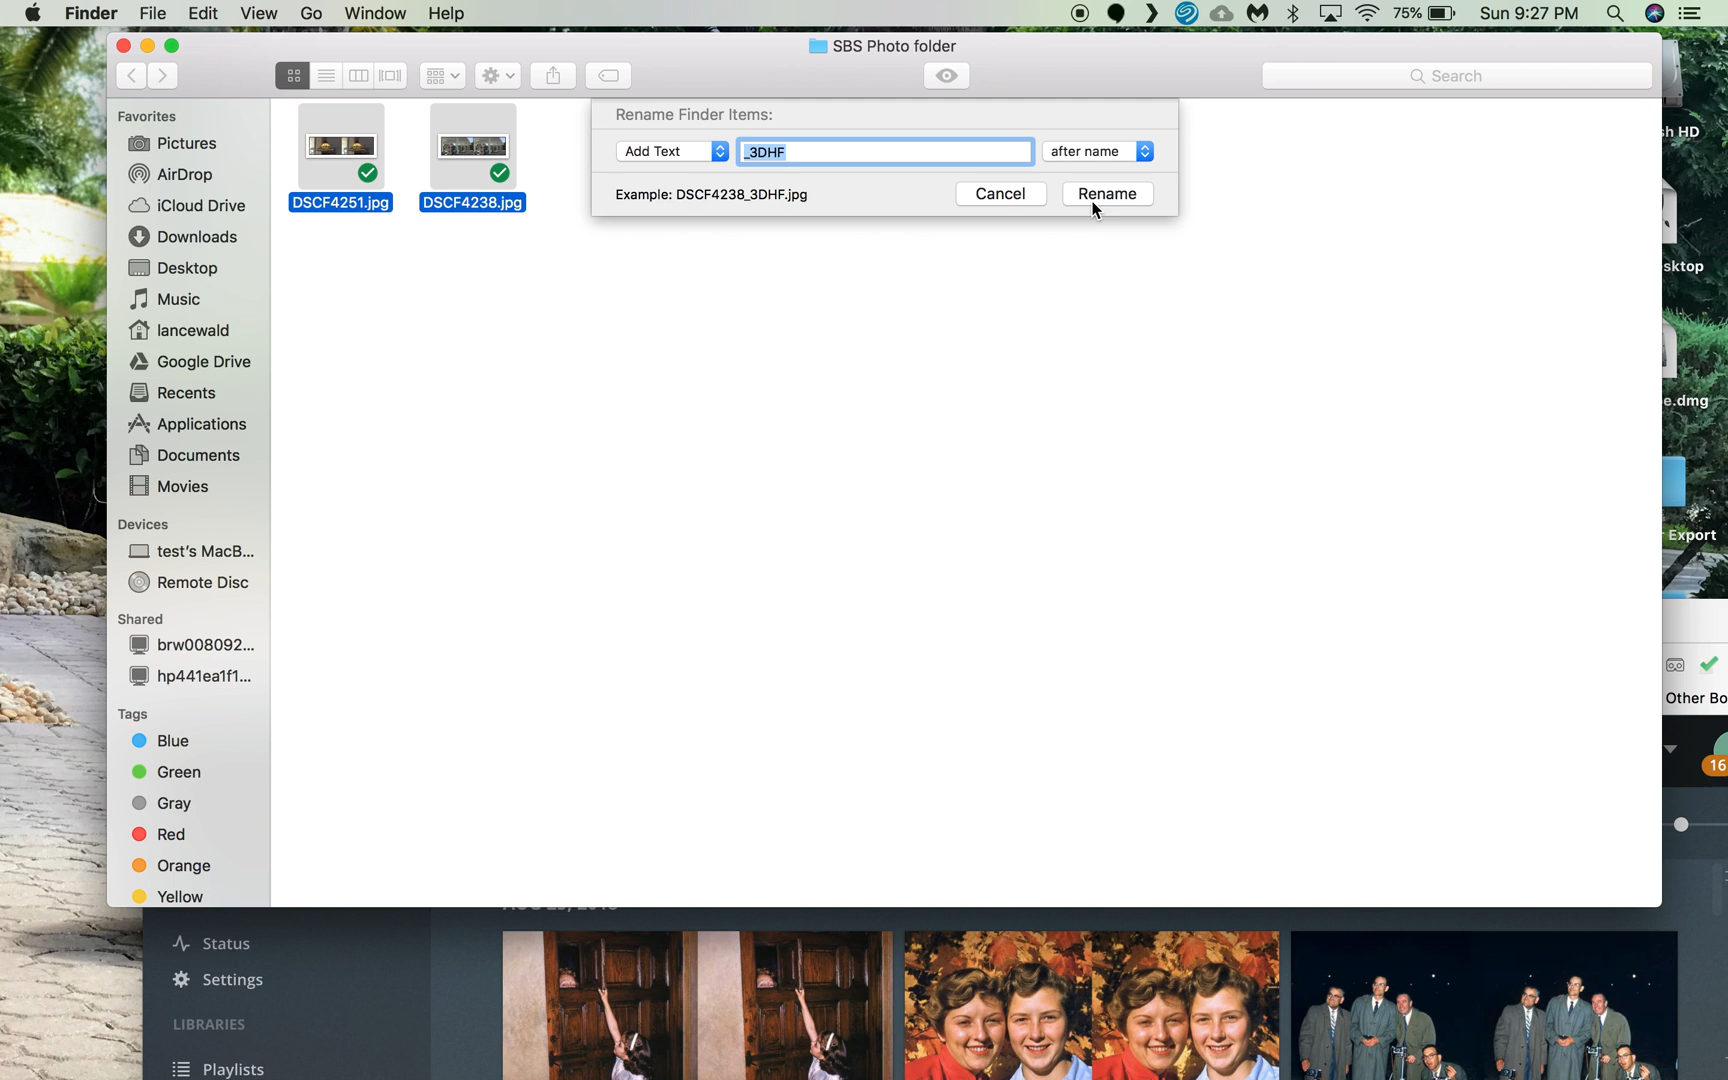 Finder File Edit View Go Window Help 75% Sun 9:27 PM
SBS Photo folder
Search
Favorites
Pictures
AirDrop
iCloud Drive
Downloads
Desktop
Music
lancewald
Google Drive
Recents
Applications
Documents
Movies
Devices
test's MacB...
Remote Disc
Shared
brw008092...
hp441ea1f1...
Tags
Blue
Green
Gray
Red
Orange
Yellow
DSCF4251.jpg DSCF4238.jpg
Rename Finder Items:
Add Text _3DHF after name
Example: DSCF4238_3DHF.jpg Cancel Rename
sh HD
sktop
e.dmg
r Export
Other Bo
16
Status
Settings
LIBRARIES
Playlists